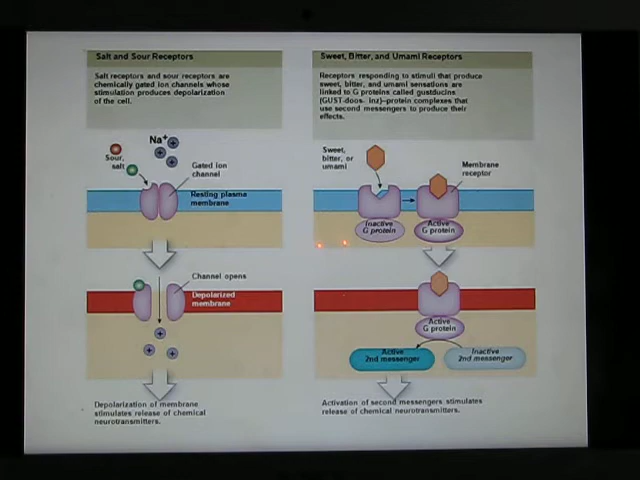 Salt and Sour Receptors
Salt receptors and sour receptors are
chemically gated ion channels whose
stimulation produces depolarization
of the cell.
Sour,
salt
Na+
Gated ion
channel
Resting plasma
membrane
Channel opens
Depolarized
membrane
Depolarization of membrane
stimulates release of chemical
neurotransmitters.
Sweet, Bitter, and Umami Receptors
Receptors responding to stimuli that produce
sweet, bitter, and umami sensations are
linked to G proteins called gustducins
(GUST-doos- inz)–protein complexes that
use second messengers to produce their
effects.
Sweet,
bitter, or
umami
Membrane
receptor
Inactive
G protein
Active
G protein
Active
G protein
Active
2nd messenger
Inactive
2nd messenger
Activation of second messengers stimulates
release of chemical neurotransmitters.